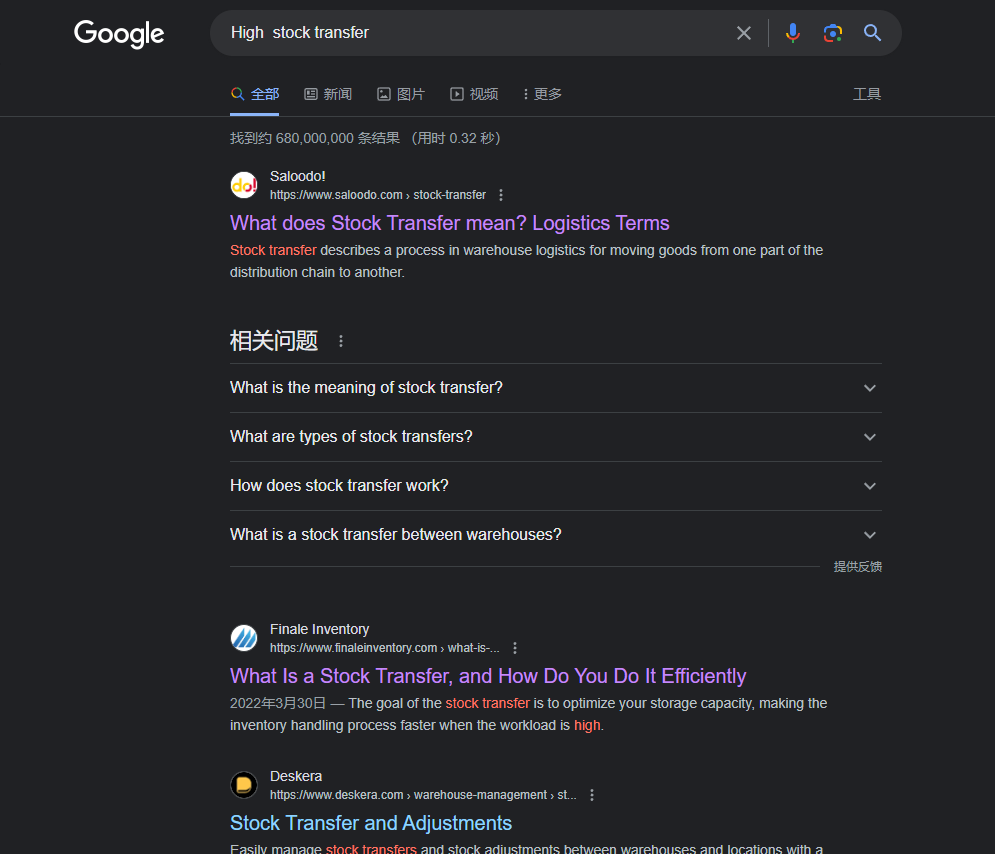 Google
High  stock transfer
全部 新闻 图片 视频 更多 工具
找到约 680,000,000 条结果 （用时 0.32 秒）
do!
Saloodo!
https://www.saloodo.com › stock-transfer
What does Stock Transfer mean? Logistics Terms
Stock transfer describes a process in warehouse logistics for moving goods from one part of the
distribution chain to another.
相关问题
What is the meaning of stock transfer?
What are types of stock transfers?
How does stock transfer work?
What is a stock transfer between warehouses?
提供反馈
Finale Inventory
https://www.finaleinventory.com › what-is-...
What Is a Stock Transfer, and How Do You Do It Efficiently
2022年3月30日 — The goal of the stock transfer is to optimize your storage capacity, making the
inventory handling process faster when the workload is high.
Deskera
https://www.deskera.com › warehouse-management › st...
Stock Transfer and Adjustments
Easily manage stock transfers and stock adjustments between warehouses and locations with a